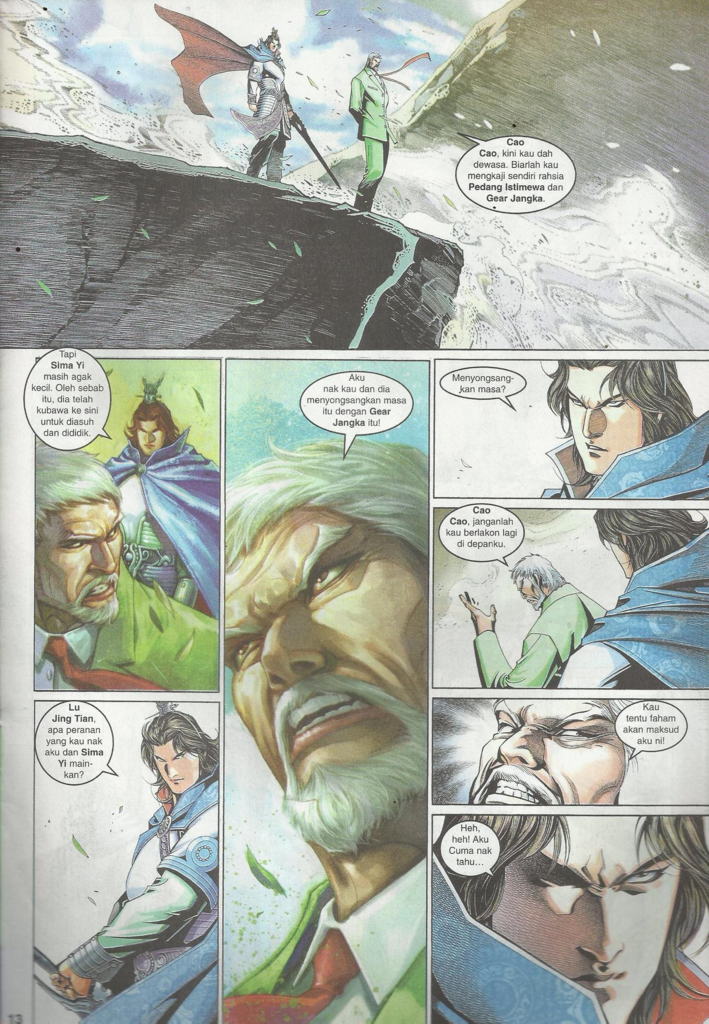 Cao
Cao, kini kau dah
dewasa. Biarlah kau
mengkaji sendiri rahsia
Pedang Istimewa dan
Gear Jangka.
Tapi
Sima Yi
masih agak
kecil. Oleh sebab
itu, dia telah
kubawa ke sini
untuk diasuh
dan dididik.
Lu
Jing Tian,
apa peranan
yang kau nak
aku dan Sima
Yi main-
kan?
Aku
nak kau dan dia
menyongsangkan masa
itu dengan Gear
Jangka itu!
Menyongsang-
kan masa?
Cao
Cao, janganlah
kau berlakon lagi
di depanku.
Kau
tentu faham
akan maksud
aku ni!
Heh,
heh! Aku
Cuma nak
tahu...
13